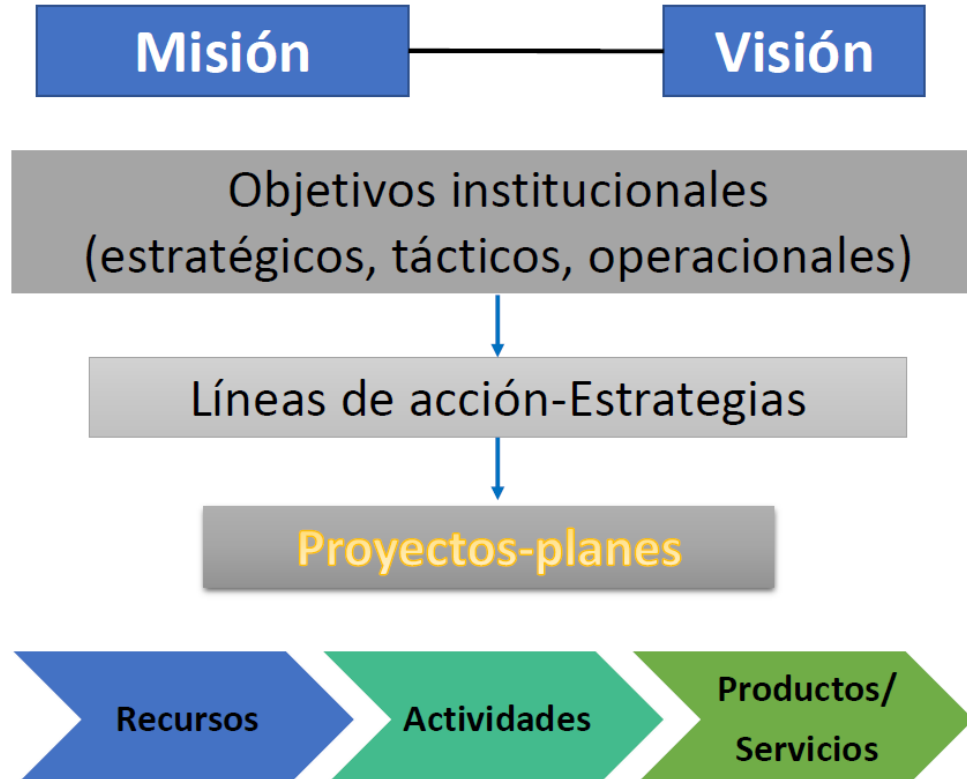 Misión
Visión
Objetivos institucionales
(estratégicos, tácticos, operacionales)
Líneas de acción-Estrategias
Proyectos-planes
Recursos
Actividades
Productos/
Servicios